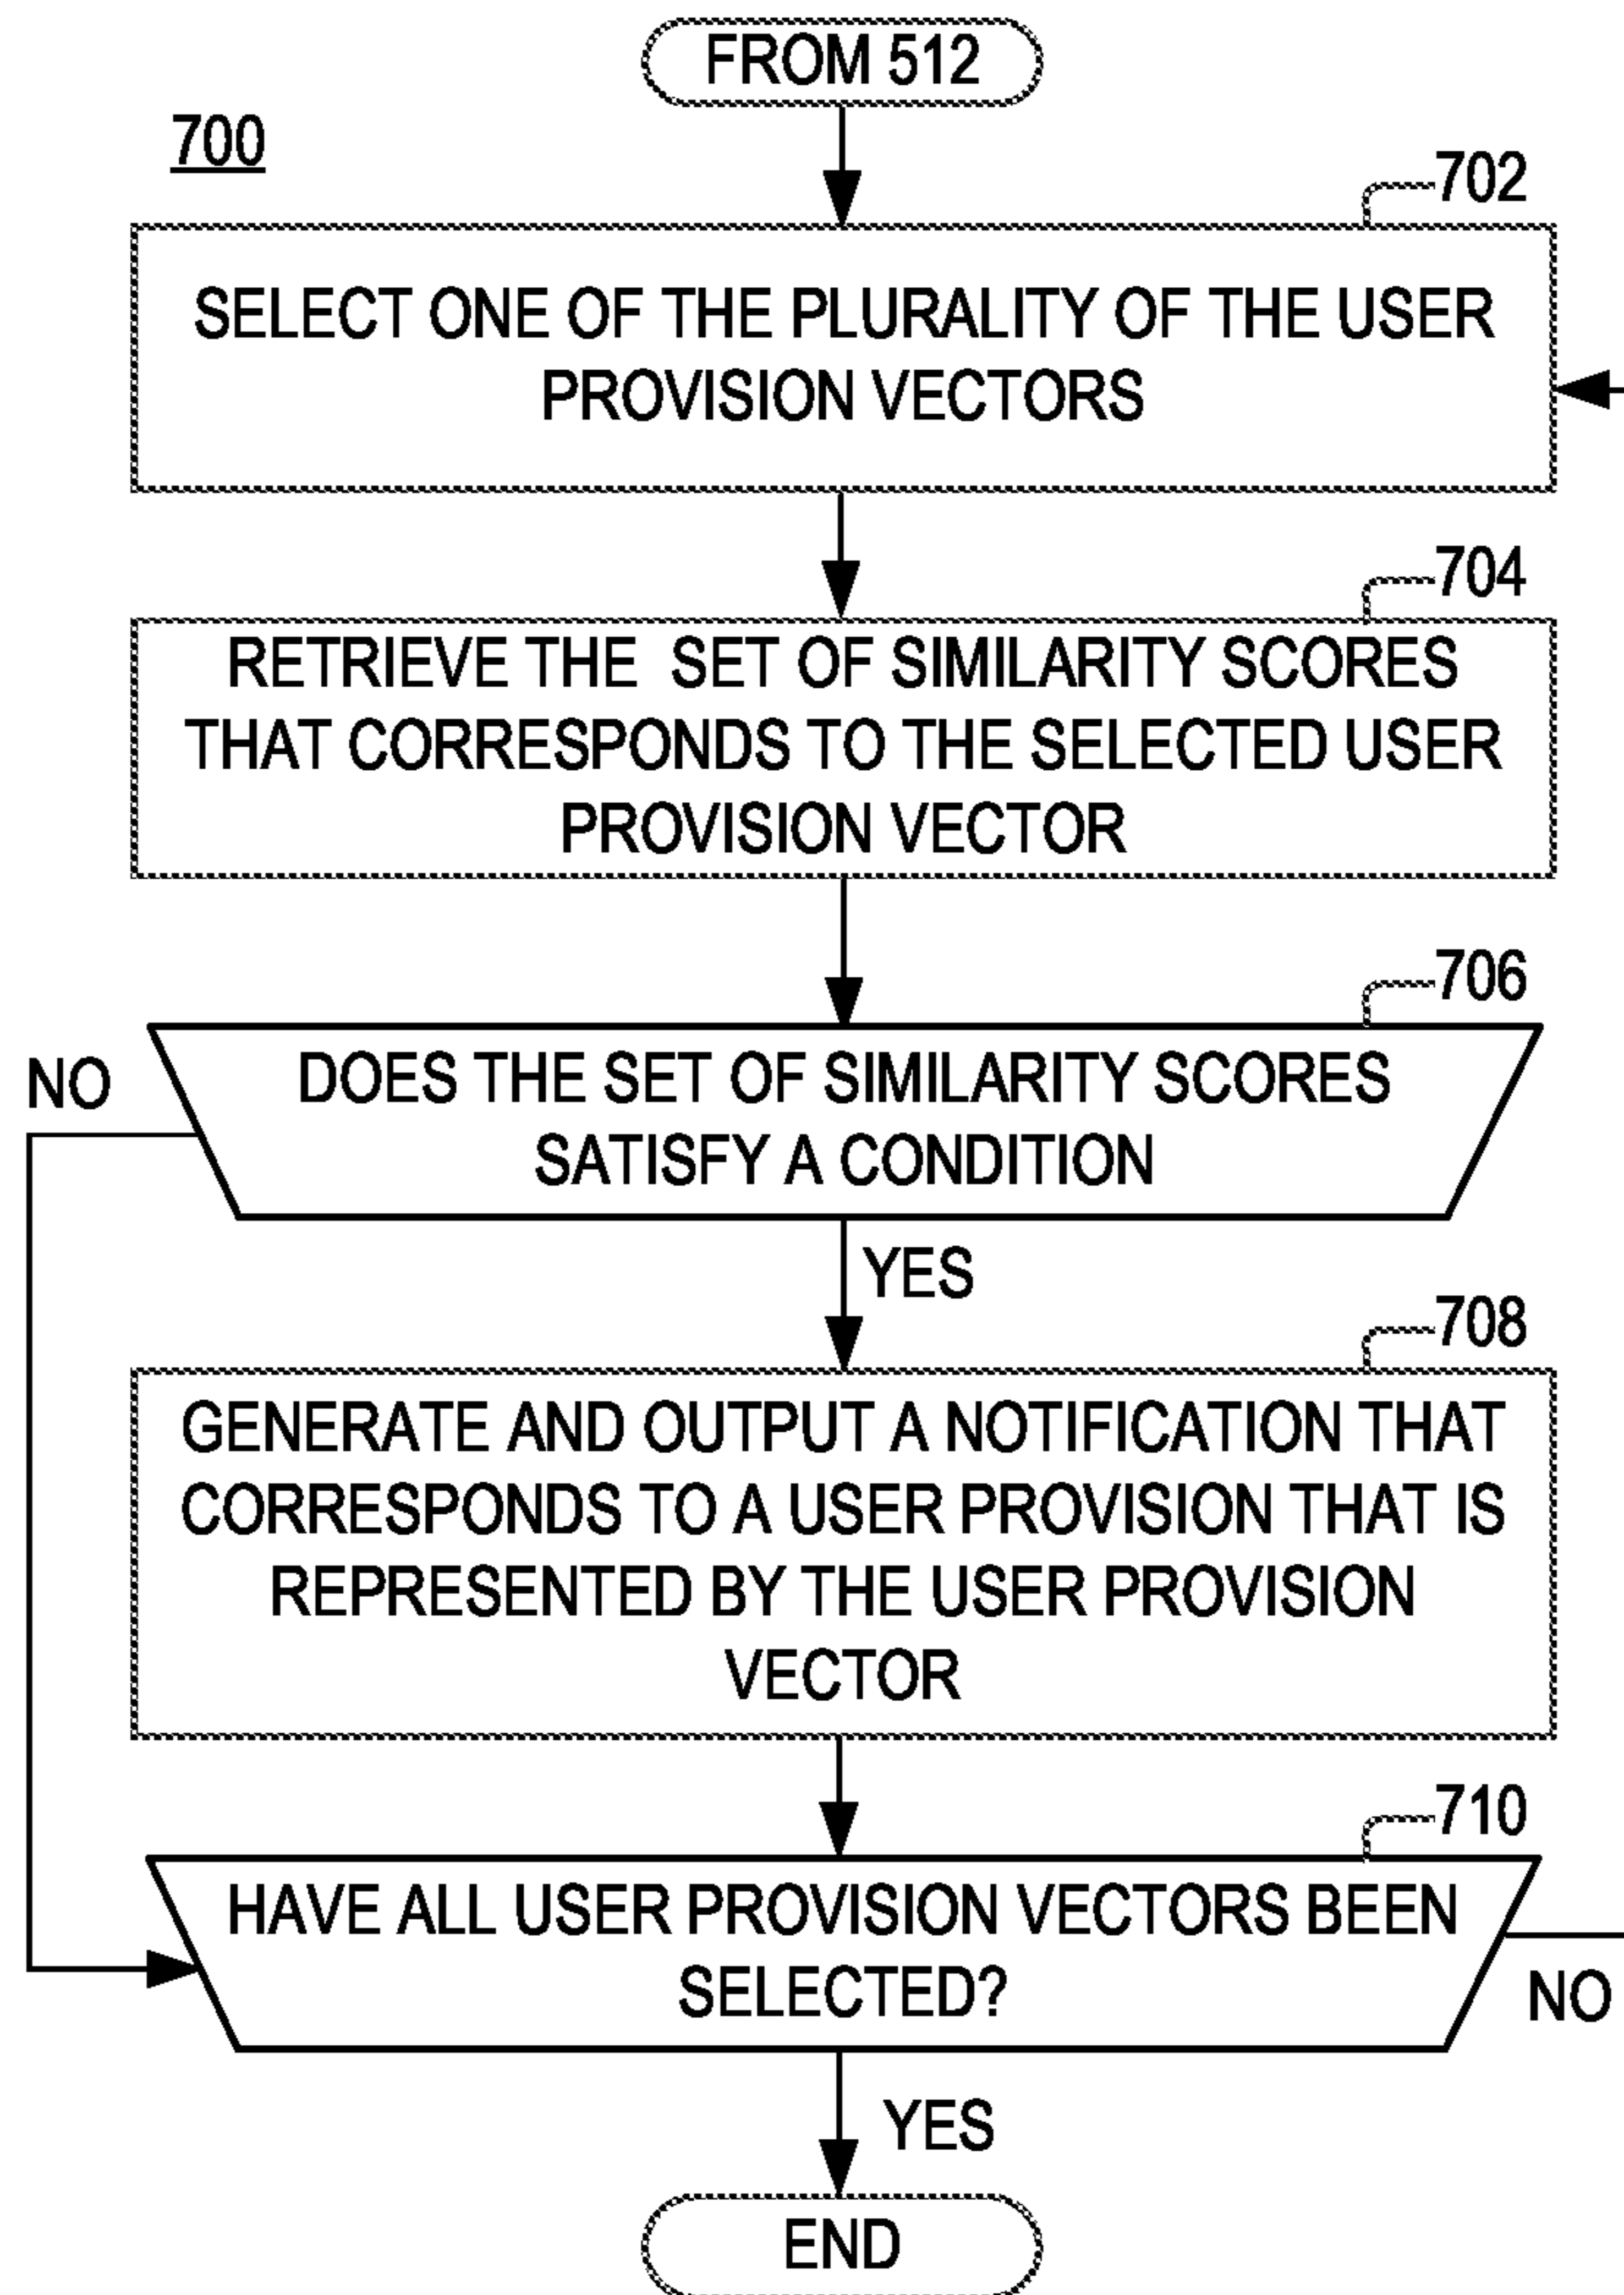 FROM 512
700
702
SELECT ONE OF THE PLURALITY OF THE USER
PROVISION VECTORS
704
RETRIEVE THE SET OF SIMILARITY SCORES
THAT CORRESPONDS TO THE SELECTED USER
PROVISION VECTOR
706
NO
DOES THE SET OF SIMILARITY SCORES
SATISFY A CONDITION
YES
708
GENERATE AND OUTPUT A NOTIFICATION THAT
CORRESPONDS TO A USER PROVISION THAT IS
REPRESENTED BY THE USER PROVISION
VECTOR
710
HAVE ALL USER PROVISION VECTORS BEEN
SELECTED?
NO
YES
END